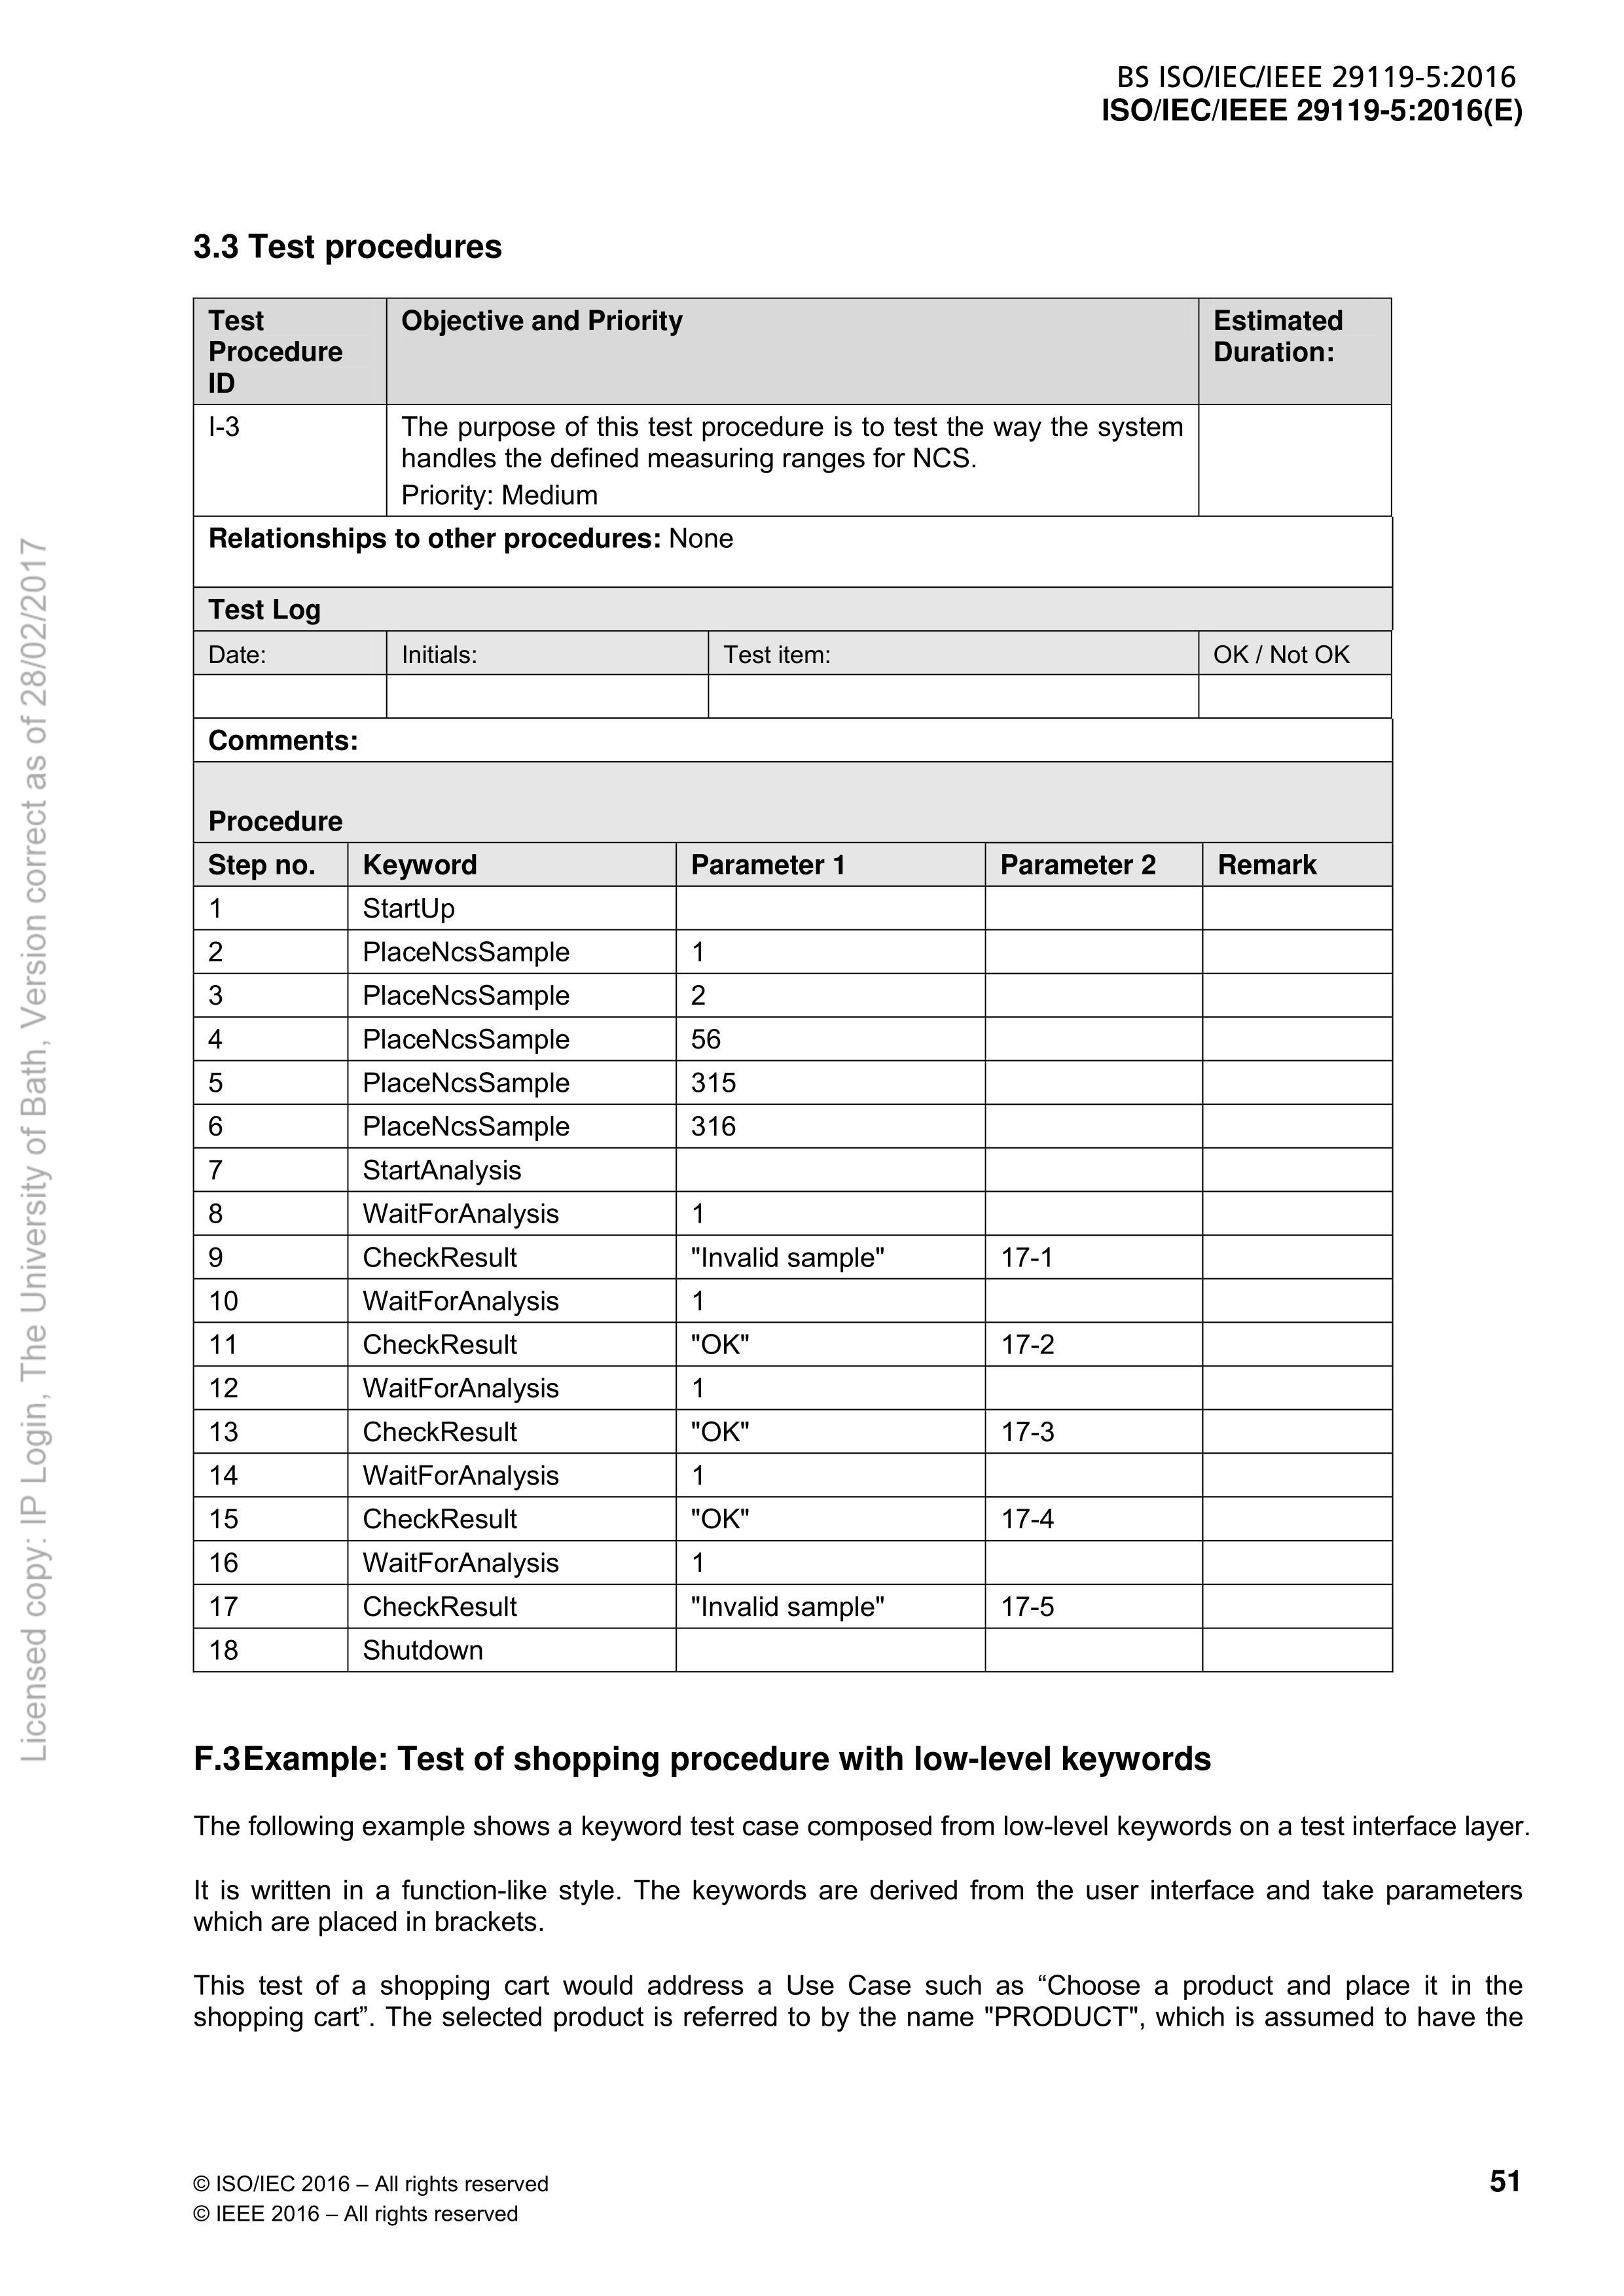 BS ISO/IEC/IEEE 29119-5:2016
ISO/IEC/IEEE 29119-5:2016(E)
3.3 Test procedures
Test Procedure ID Objective and Priority Estimated Duration:
I-3 The purpose of this test procedure is to test the way the system
handles the defined measuring ranges for NCS.
Priority: Medium
Relationships to other procedures: None
Test Log
Date: Initials: Test item: OK / Not OK
Comments:
Procedure
Step no. Keyword Parameter 1 Parameter 2 Remark
1 StartUp
2 PlaceNcsSample 1
3 PlaceNcsSample 2
4 PlaceNcsSample 56
5 PlaceNcsSample 315
6 PlaceNcsSample 316
7 StartAnalysis
8 WaitForAnalysis 1
9 CheckResult "Invalid sample" 17-1
10 WaitForAnalysis 1
11 CheckResult "OK" 17-2
12 WaitForAnalysis 1
13 CheckResult "OK" 17-3
14 WaitForAnalysis 1
15 CheckResult "OK" 17-4
16 WaitForAnalysis 1
17 CheckResult "Invalid sample" 17-5
18 Shutdown
F.3Example: Test of shopping procedure with low-level keywords
The following example shows a keyword test case composed from low-level keywords on a test interface layer.
It is written in a function-like style. The keywords are derived from the user interface and take parameters
which are placed in brackets.
This test of a shopping cart would address a Use Case such as “Choose a product and place it in the
shopping cart”. The selected product is referred to by the name "PRODUCT", which is assumed to have the
© ISO/IEC 2016 – All rights reserved 51
© IEEE 2016 – All rights reserved
Licensed copy: IP Login, The University of Bath, Version correct as of 28/02/2017